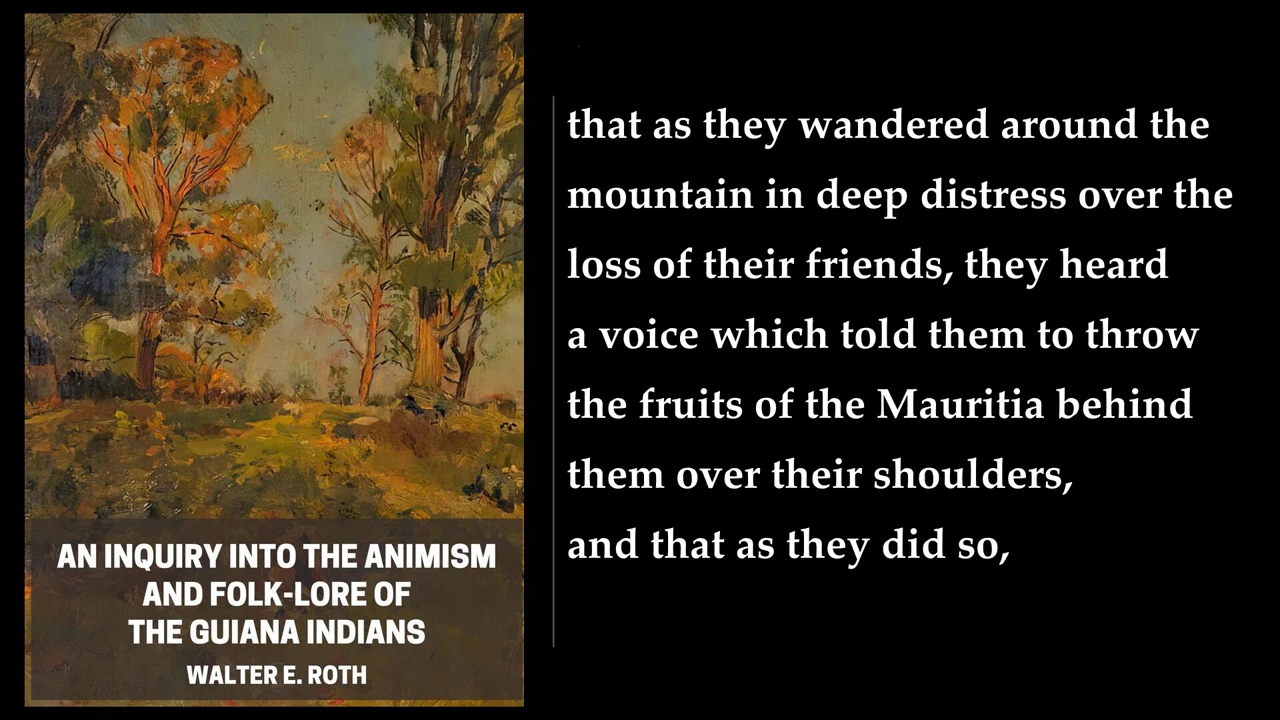 AN INQUIRY INTO THE ANIMISM
AND FOLK-LORE OF
THE GUIANA INDIANS
WALTER E. ROTH
that as they wandered around the
mountain in deep distress over the
loss of their friends, they heard
a voice which told them to throw
the fruits of the Mauritia behind
them over their shoulders,
and that as they did so,